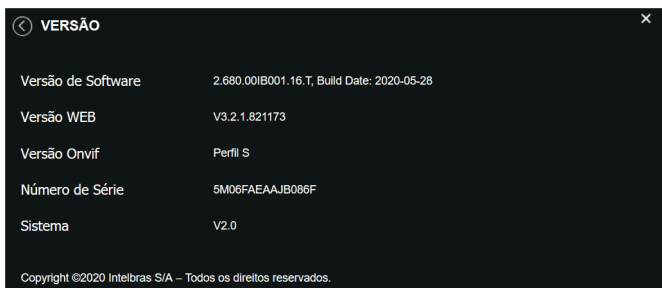 VERSÃO
Versão de Software 2.680.00IB001.16.T, Build Date: 2020-05-28
Versão WEB V3.2.1.821173
Versão Onvif Perfil S
Número de Série 5M06FAEAAJB086F
Sistema V2.0
Copyright ©2020 Intelbras S/A – Todos os direitos reservados.